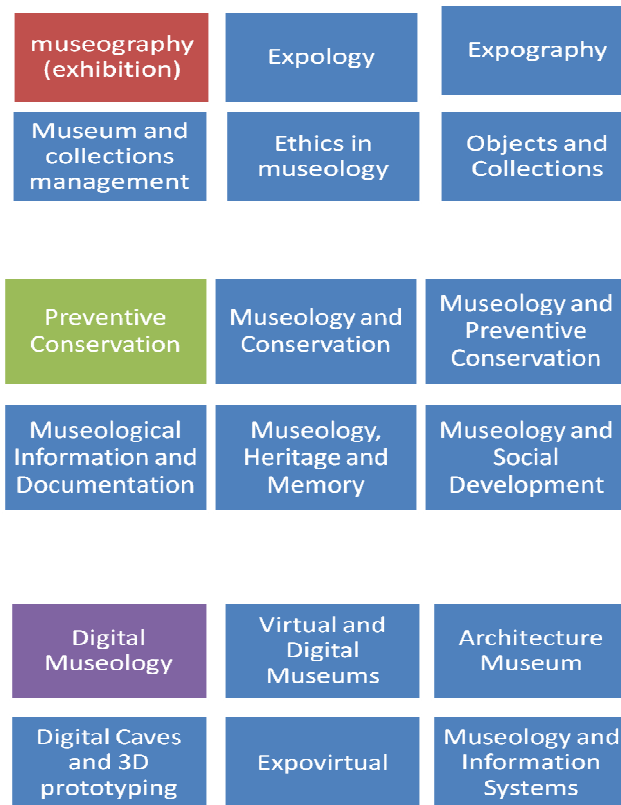 museography
(exhibition)
Expology
Expography
Museum and
collections
management
Ethics in
museology
Objects and
Collections
Preventive
Conservation
Museology and
Conservation
Museology and
Preventive
Conservation
Museological
Information and
Documentation
Museology,
Heritage and
Memory
Museology and
Social
Development
Digital
Museology
Virtual and
Digital
Museums
Architecture
Museum
Digital Caves
and 3D
prototyping
Expovirtual
Museology and
Information
Systems